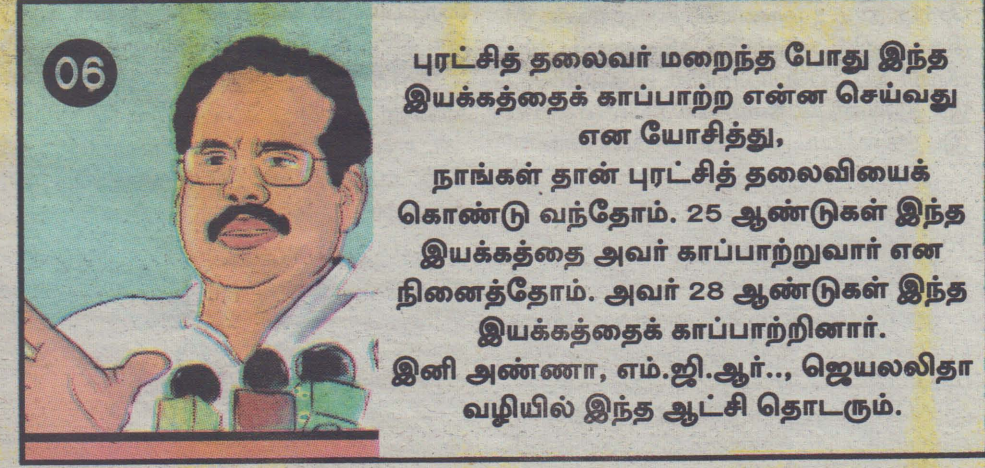 06
புரட்சித் தலைவர் மறைந்த போது இந்த
இயக்கத்தைக் காப்பாற்ற என்ன செய்வது
என யோசித்து,
நாங்கள் தான் புரட்சித் தலைவியைக்
கொண்டு வந்தோம். 25 ஆண்டுகள் இந்த
இயக்கத்தை அவர் காப்பாற்றுவார் என
நினைத்தோம். அவர் 28 ஆண்டுகள் இந்த
இயக்கத்தைக் காப்பாற்றினார்.
இனி அண்ணா, எம்.ஜி.ஆர்.., ஜெயலலிதா
வழியில் இந்த ஆட்சி தொடரும்.